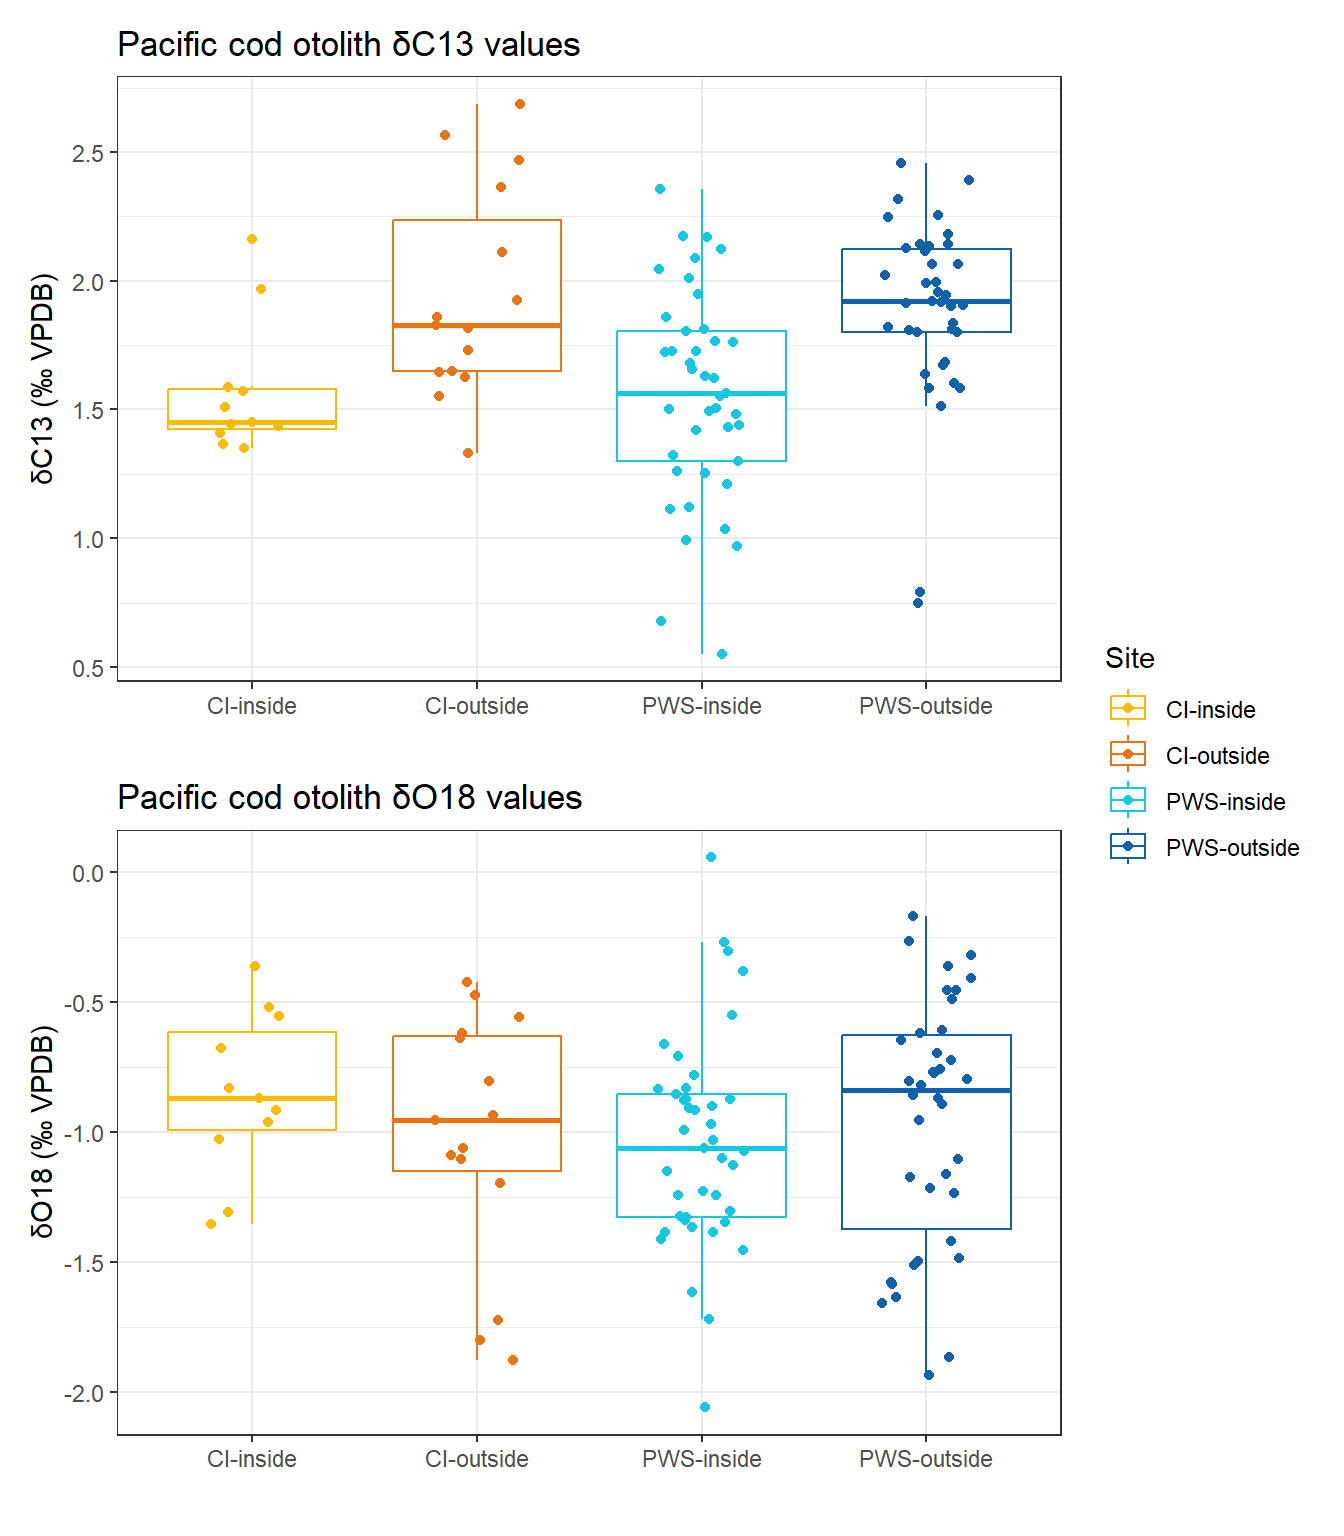 Pacific cod otolith δC13 values
δC13 (‰ VPDB)
2.5
2.0
1.5
1.0
0.5
CI-inside CI-outside PWS-inside PWS-outside
Pacific cod otolith δO18 values
δO18 (‰ VPDB)
0.0
-0.5
-1.0
-1.5
-2.0
CI-inside CI-outside PWS-inside PWS-outside
Site
CI-inside
CI-outside
PWS-inside
PWS-outside